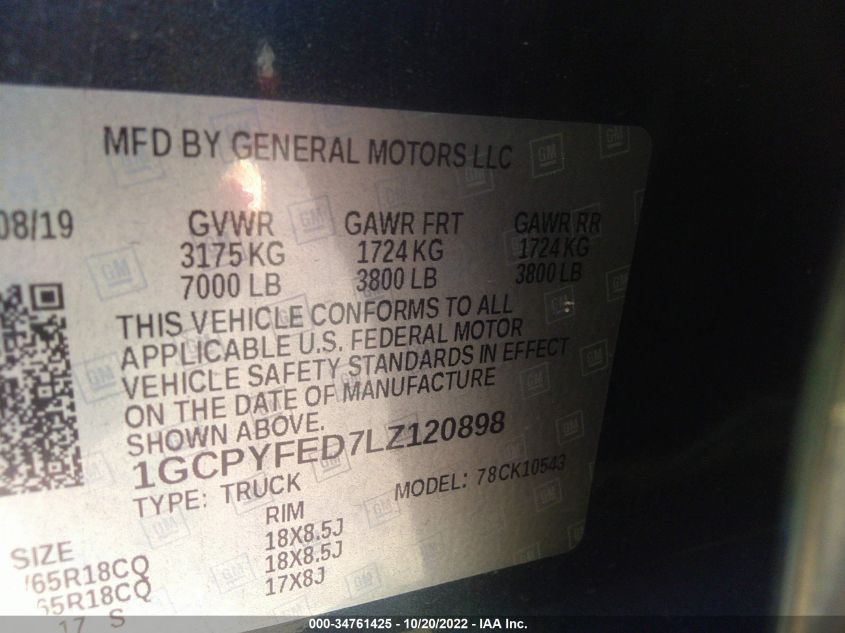 MFD BY GENERAL MOTORS LLC
08/19 GVWR GAWR FRT GAWR RR
3175 KG 1724 KG 1724 KG
7000 LB 3800 LB 3800 LB
THIS VEHICLE CONFORMS TO ALL
APPLICABLE U.S. FEDERAL MOTOR
VEHICLE SAFETY STANDARDS IN EFFECT
ON THE DATE OF MANUFACTURE
SHOWN ABOVE.
1GCPYFED7LZ120898
TYPE: TRUCK MODEL: 78CK10543
SIZE RIM
/65R18CQ 18X8.5J
65R18CQ 18X8.5J
17 S 17X8J
000-34761425 - 10/20/2022 - IAA Inc.